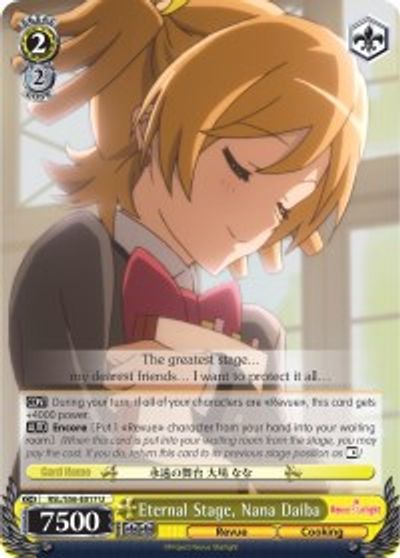 2
2
The greatest stage...
my dearest friends... I want to protect it all...
During your turn, if all of your characters are «Revue», this card gets
+4000 power.
Encore [Put 1 «Revue» character from your hand into your waiting
room] (When this card is put into your waiting room from the stage, you may pay
the cost. If you do, return this card to its previous stage position as
Card Name
永遠の舞台 大場 なな
7500
Eternal Stage, Nana Daiba
Revue
Cooking